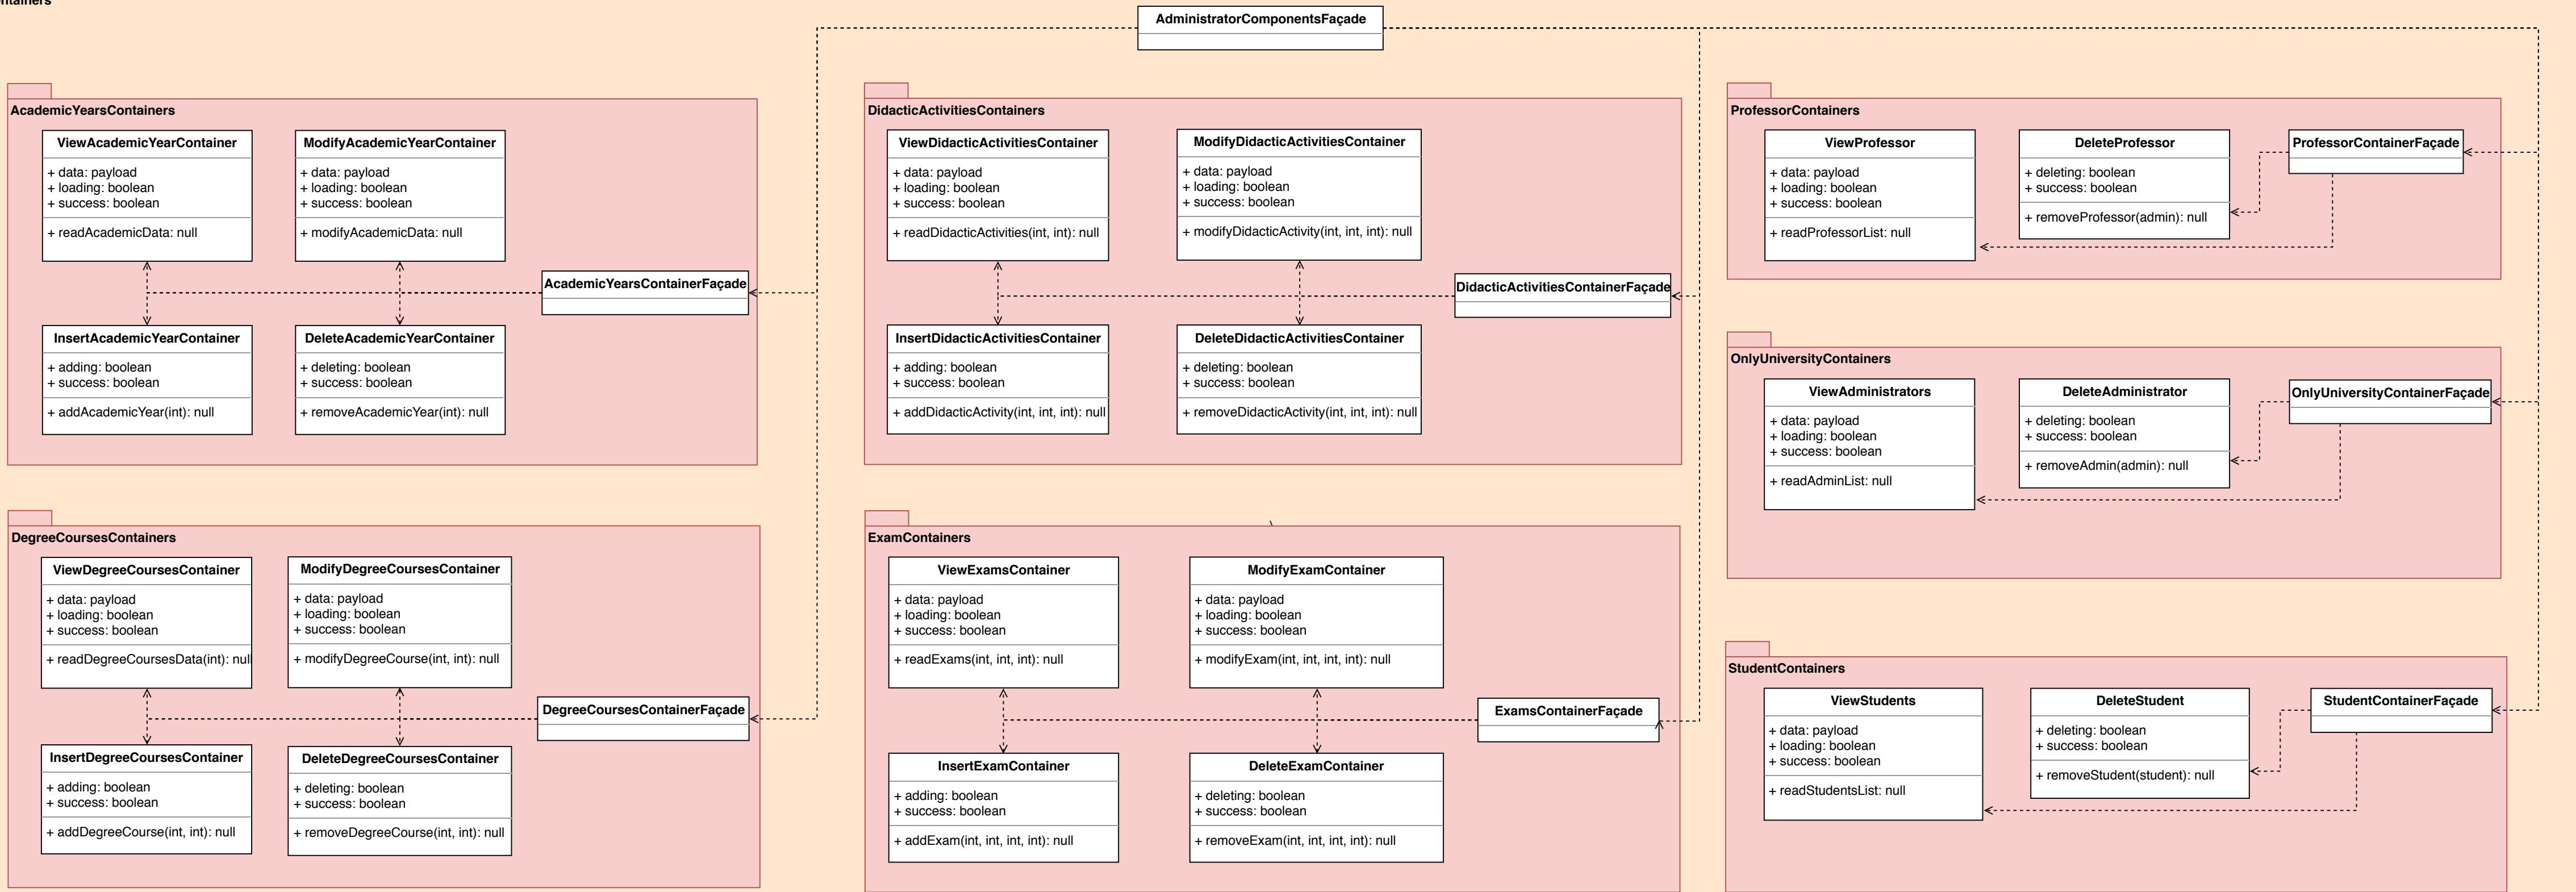 AdministratorComponentsFaçade
AcademicYearsContainers
ViewAcademicYearContainer
+ data: payload
+ loading: boolean
+ success: boolean
+ readAcademicData: null
ModifyAcademicYearContainer
+ data: payload
+ loading: boolean
+ success: boolean
+ modifyAcademicData: null
AcademicYearsContainerFaçade
InsertAcademicYearContainer
+ adding: boolean
+ success: boolean
+ addAcademicYear(int): null
DeleteAcademicYearContainer
+ deleting: boolean
+ success: boolean
+ removeAcademicYear(int): null
DidacticActivitiesContainers
ViewDidacticActivitiesContainer
+ data: payload
+ loading: boolean
+ success: boolean
+ readDidacticActivities(int, int): null
ModifyDidacticActivitiesContainer
+ data: payload
+ loading: boolean
+ success: boolean
+ modifyDidacticActivity(int, int, int): null
DidacticActivitiesContainerFaçade
InsertDidacticActivitiesContainer
+ adding: boolean
+ success: boolean
+ addDidacticActivity(int, int, int): null
DeleteDidacticActivitiesContainer
+ deleting: boolean
+ success: boolean
+ removeDidacticActivity(int, int, int): null
ProfessorContainers
ViewProfessor
+ data: payload
+ loading: boolean
+ success: boolean
+ readProfessorList: null
DeleteProfessor
+ deleting: boolean
+ success: boolean
+ removeProfessor(admin): null
ProfessorContainerFaçade
OnlyUniversityContainers
ViewAdministrators
+ data: payload
+ loading: boolean
+ success: boolean
+ readAdminList: null
DeleteAdministrator
+ deleting: boolean
+ success: boolean
+ removeAdmin(admin): null
OnlyUniversityContainerFaçade
DegreeCoursesContainers
ViewDegreeCoursesContainer
+ data: payload
+ loading: boolean
+ success: boolean
+ readDegreeCoursesData(int): null
ModifyDegreeCoursesContainer
+ data: payload
+ loading: boolean
+ success: boolean
+ modifyDegreeCourse(int, int): null
DegreeCoursesContainerFaçade
InsertDegreeCoursesContainer
+ adding: boolean
+ success: boolean
+ addDegreeCourse(int, int): null
DeleteDegreeCoursesContainer
+ deleting: boolean
+ success: boolean
+ removeDegreeCourse(int, int): null
ExamContainers
ViewExamsContainer
+ data: payload
+ loading: boolean
+ success: boolean
+ readExams(int, int, int): null
ModifyExamContainer
+ data: payload
+ loading: boolean
+ success: boolean
+ modifyExam(int, int, int, int): null
ExamsContainerFaçade
InsertExamContainer
+ adding: boolean
+ success: boolean
+ addExam(int, int, int, int): null
DeleteExamContainer
+ deleting: boolean
+ success: boolean
+ removeExam(int, int, int, int): null
StudentContainers
ViewStudents
+ data: payload
+ loading: boolean
+ success: boolean
+ readStudentsList: null
DeleteStudent
+ deleting: boolean
+ success: boolean
+ removeStudent(student): null
StudentContainerFaçade